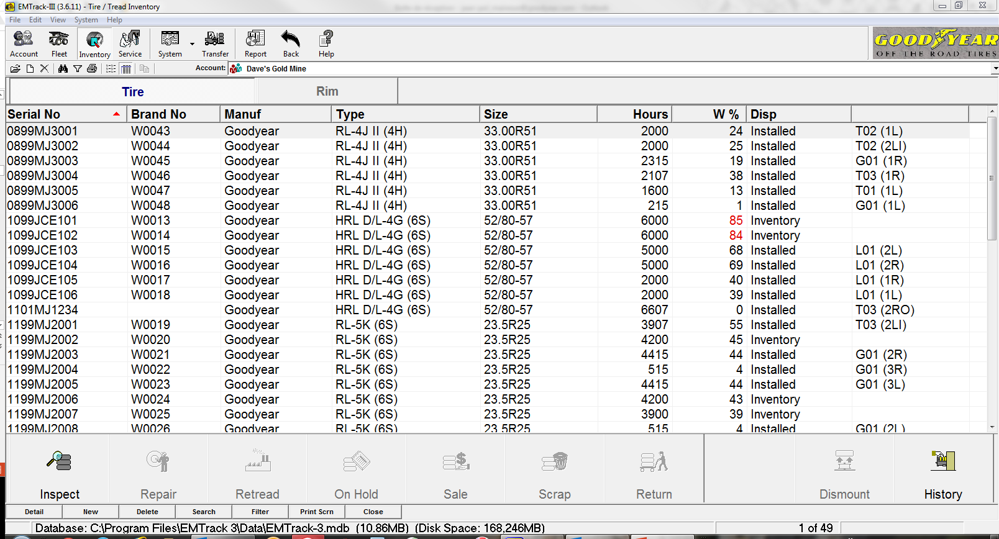 EMTrack-III (3.6.11) - Tire / Tread Inventory
File Edit View System Help
Account Fleet Inventory Service System Transfer Report Back Help
GOODYEAR
OFF THE ROAD TIRES
Account: Dave's Gold Mine
Tire Rim
Serial No Brand No Manuf Type Size Hours W % Disp
0899MJ3001 W0043 Goodyear RL-4J II (4H) 33.00R51 2000 24 Installed T02 (1L)
0899MJ3002 W0044 Goodyear RL-4J II (4H) 33.00R51 2000 25 Installed T02 (2LI)
0899MJ3003 W0045 Goodyear RL-4J II (4H) 33.00R51 2315 19 Installed G01 (1R)
0899MJ3004 W0046 Goodyear RL-4J II (4H) 33.00R51 2107 38 Installed T03 (1R)
0899MJ3005 W0047 Goodyear RL-4J II (4H) 33.00R51 1600 13 Installed T01 (1L)
0899MJ3006 W0048 Goodyear RL-4J II (4H) 33.00R51 215 1 Installed G01 (1L)
1099JCE101 W0013 Goodyear HRL D/L-4G (6S) 52/80-57 6000 85 Inventory
1099JCE102 W0014 Goodyear HRL D/L-4G (6S) 52/80-57 6000 84 Inventory
1099JCE103 W0015 Goodyear HRL D/L-4G (6S) 52/80-57 5000 68 Installed L01 (2L)
1099JCE104 W0016 Goodyear HRL D/L-4G (6S) 52/80-57 5000 69 Installed L01 (2R)
1099JCE105 W0017 Goodyear HRL D/L-4G (6S) 52/80-57 2000 40 Installed L01 (1R)
1099JCE106 W0018 Goodyear HRL D/L-4G (6S) 52/80-57 2000 39 Installed L01 (1L)
1101MJ1234 Goodyear HRL D/L-4G (6S) 52/80-57 6607 0 Installed T03 (2RO)
1199MJ2001 W0019 Goodyear RL-5K (6S) 23.5R25 3907 55 Installed T03 (2LI)
1199MJ2002 W0020 Goodyear RL-5K (6S) 23.5R25 4200 45 Inventory
1199MJ2003 W0021 Goodyear RL-5K (6S) 23.5R25 4415 44 Installed G01 (2R)
1199MJ2004 W0022 Goodyear RL-5K (6S) 23.5R25 515 4 Installed G01 (3R)
1199MJ2005 W0023 Goodyear RL-5K (6S) 23.5R25 4415 44 Installed G01 (3L)
1199MJ2006 W0024 Goodyear RL-5K (6S) 23.5R25 4200 43 Inventory
1199MJ2007 W0025 Goodyear RL-5K (6S) 23.5R25 3900 39 Inventory
1199MJ2008 W0026 Goodyear RL-5K (6S) 23.5R25 515 4 Installed G01 (2L)
Inspect Repair Retread On Hold Sale Scrap Return Dismount History
Detail New Delete Search Filter Print Scrn Close
Database: C:\Program Files\EMTrack 3\Data\EMTrack-3.mdb (10.86MB) (Disk Space: 168,246MB) 1 of 49